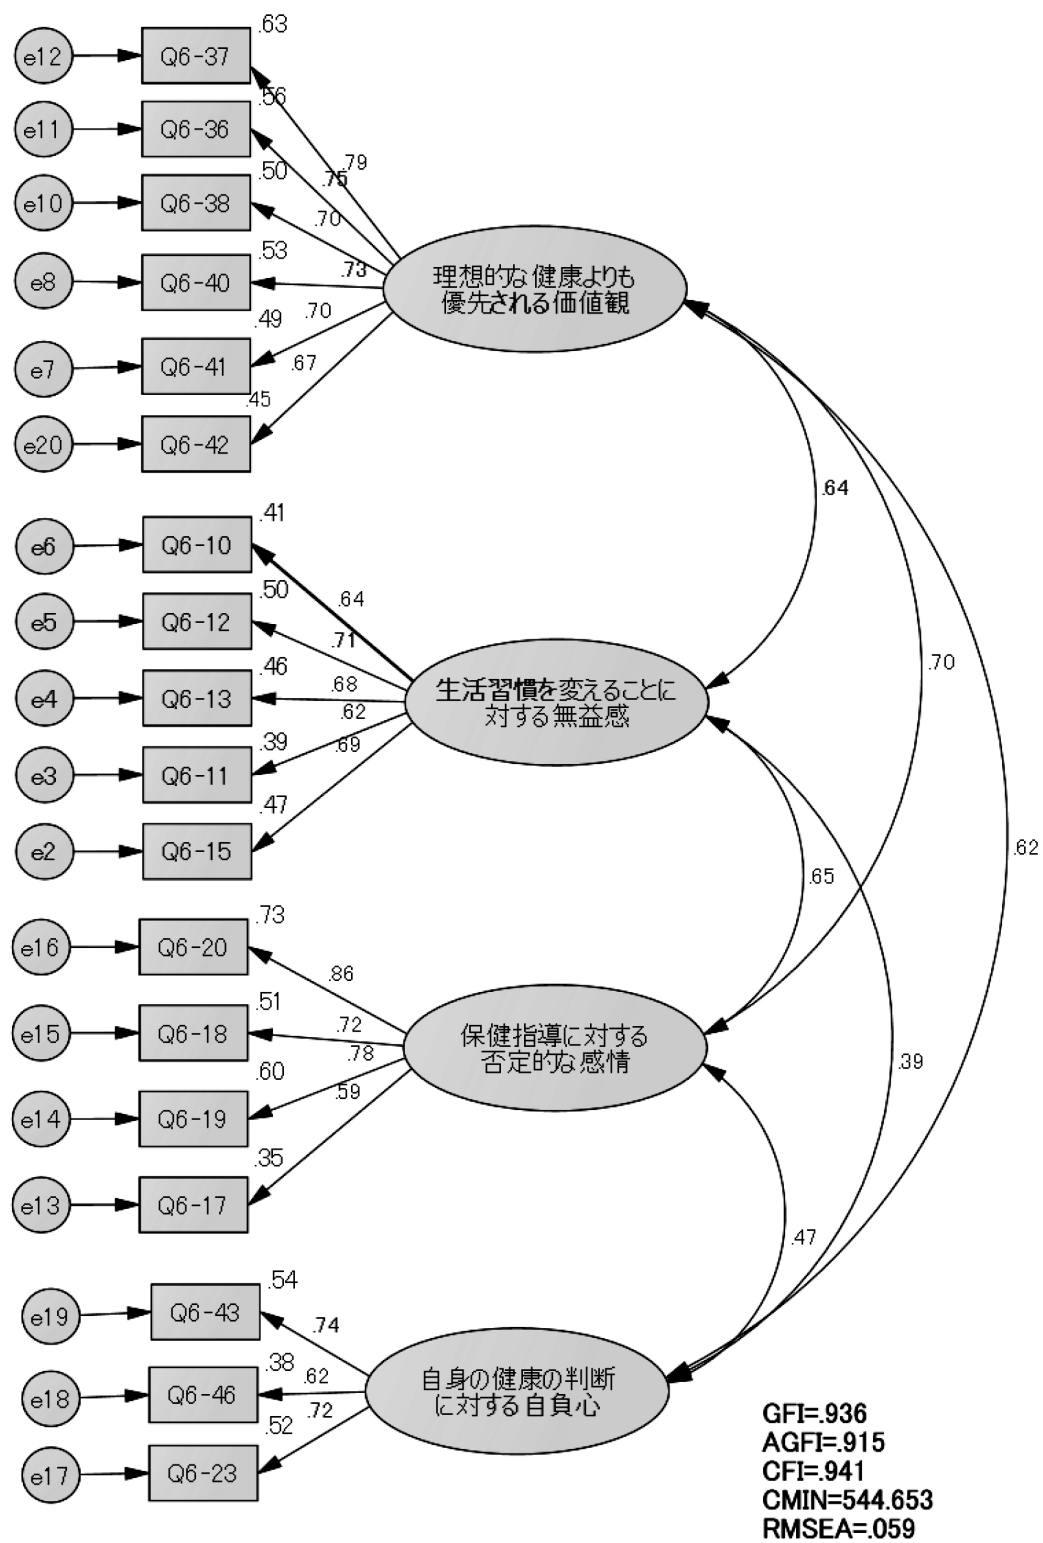 .63
e12
Q6-37
.56
e11
Q6-36
.79
.75
.50
e10
Q6-38
.70
.53
e8
Q6-40
.73
理想的な健康よりも
優先される価値観
.49
.70
e7
Q6-41
.67
.45
e20
Q6-42
.64
.41
e6
Q6-10
.50
.64
e5
Q6-12
.71
.46
.70
e4
Q6-13
.68
生活習慣を変えることに
対する無益感
.62
.39
.69
e3
Q6-11
.47
e2
Q6-15
.62
.65
.73
e16
Q6-20
.86
.51
e15
Q6-18
.72
保健指導に対する
否定的な感情
.78
.60
.59
.39
e14
Q6-19
.35
e13
Q6-17
.47
.54
e19
Q6-43
.74
.38
.62
e18
Q6-46
自身の健康の判断
に対する自負心
.72
.52
e17
Q6-23
GFI=.936
AGFI=.915
CFI=.941
CMIN=544.653
RMSEA=.059